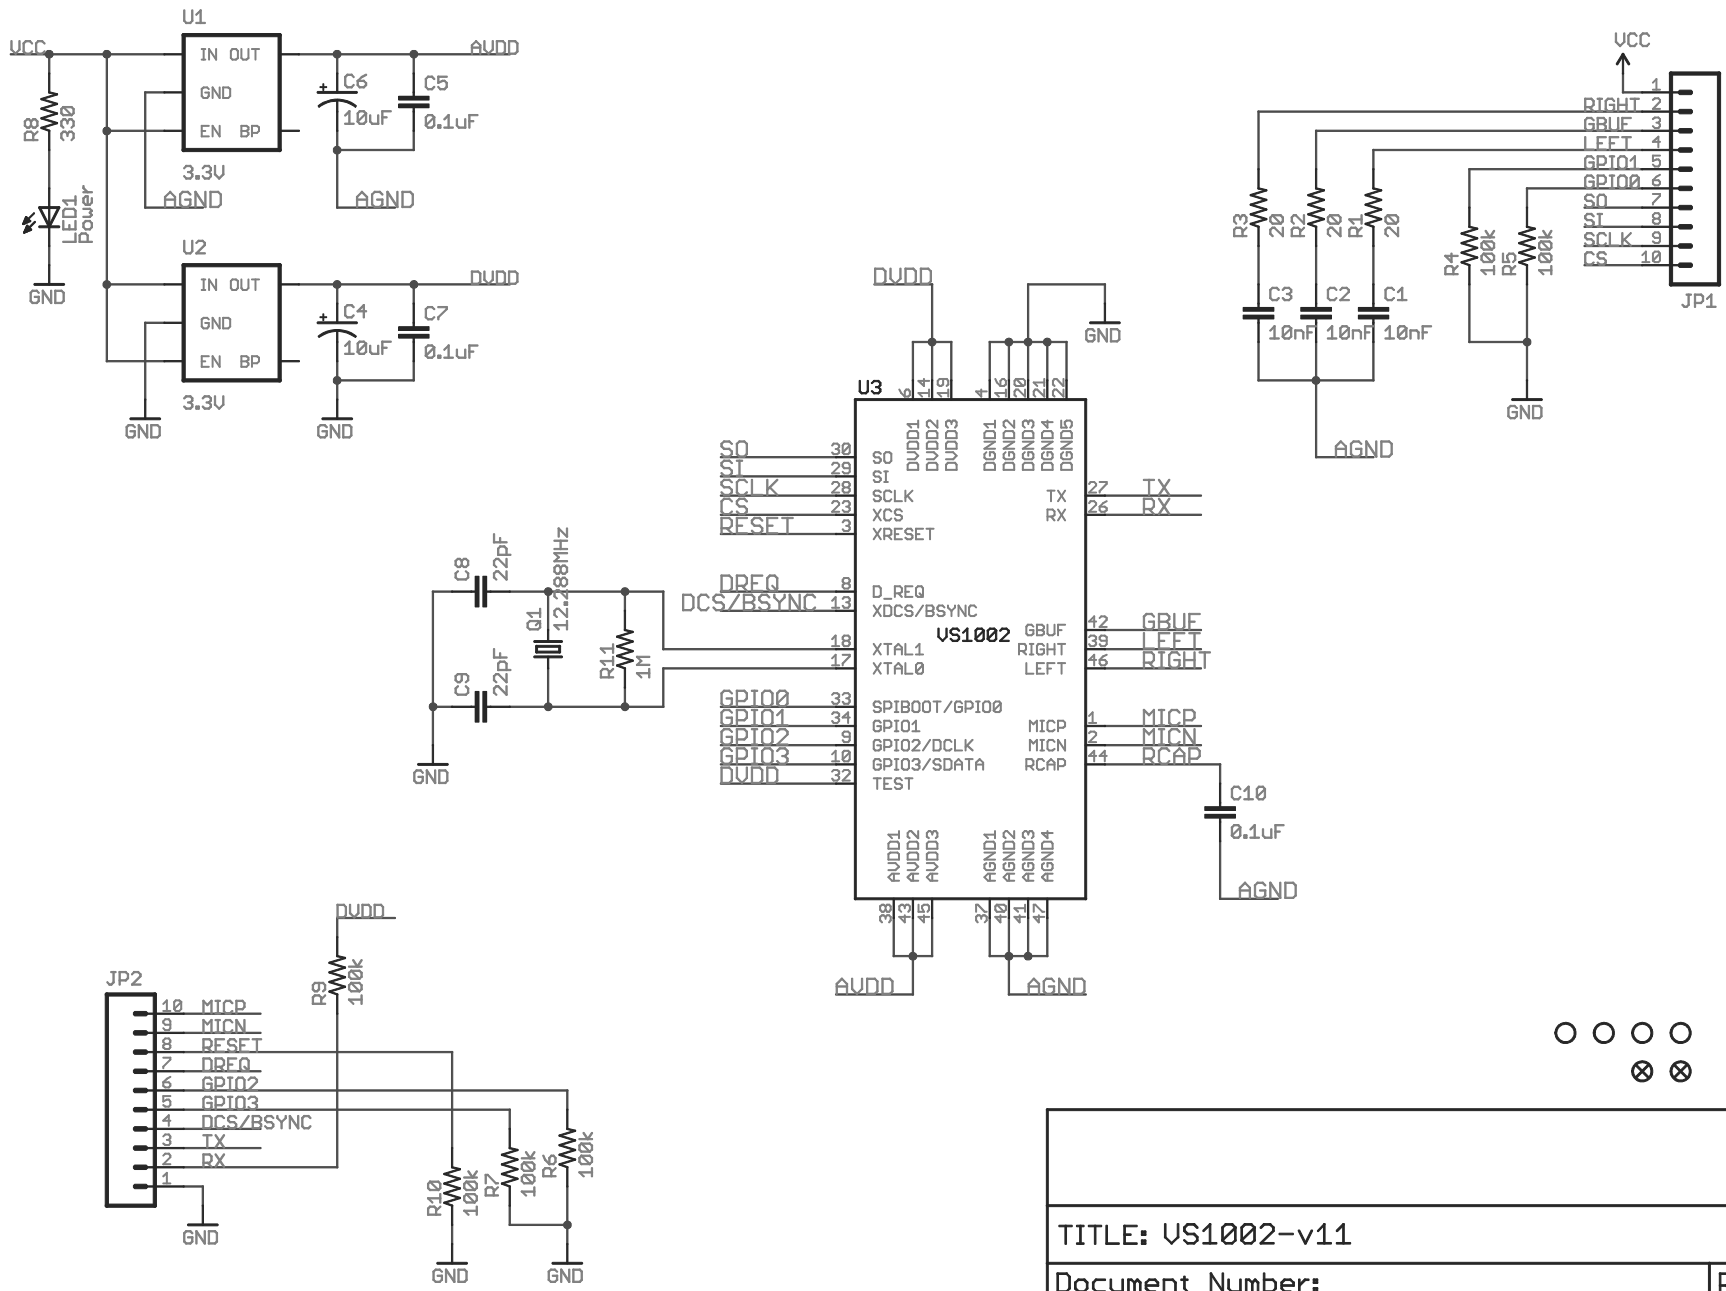 U1
VCC
IN OUT
GND
EN BP
3.3V
AVDD
C6
10uF
C5
0.1uF
AGND
AGND
R8
330
LED1
Power
GND
U2
IN OUT
GND
EN BP
3.3V
DVDD
C4
10uF
C7
0.1uF
GND
GND
VCC
1
RIGHT 2
GBUF 3
LEFT 4
GPIO1 5
GPIO0 6
SO 7
SI 8
SCLK 9
CS 10
JP1
R3
20
R2
20
R1
20
R4
100k
R5
100k
C3
10nF
C2
10nF
C1
10nF
GND
AGND
DVDD
GND
U3
6
14
19
4
16
20
21
22
DVDD1
DVDD2
DVDD3
DGND1
DGND2
DGND3
DGND4
DGND5
SO 30 SO
SI 29 SI
SCLK 28 SCLK
CS 23 XCS
RESET 3 XRESET
DREQ 8 D_REQ
DCS/BSYNC 13 XDCS/BSYNC
18 XTAL1
17 XTAL0
GPIO0 33 SPIBOOT/GPIO0
GPIO1 34 GPIO1
GPIO2 9 GPIO2/DCLK
GPIO3 10 GPIO3/SDATA
DVDD 32 TEST
VS1002
TX 27 TX
RX 26 RX
GBUF 42 GBUF
RIGHT 39 LEFT
LEFT 46 RIGHT
MICP 1 MICP
MICN 2 MICN
RCAP 44 RCAP
C10
0.1uF
AGND
AVDD1
AVDD2
AVDD3
AGND1
AGND2
AGND3
AGND4
38
43
45
37
40
41
47
AVDD
AGND
C8
22pF
C9
22pF
Q1
12.288MHz
R11
1M
GND
DVDD
R9
100k
JP2
10 MICP
9 MICN
8 RESET
7 DREQ
6 GPIO2
5 GPIO3
4 DCS/BSYNC
3 TX
2 RX
1
GND
R10
100k
R7
100k
R6
100k
GND
GND
TITLE: VS1002-v11
Document Number: